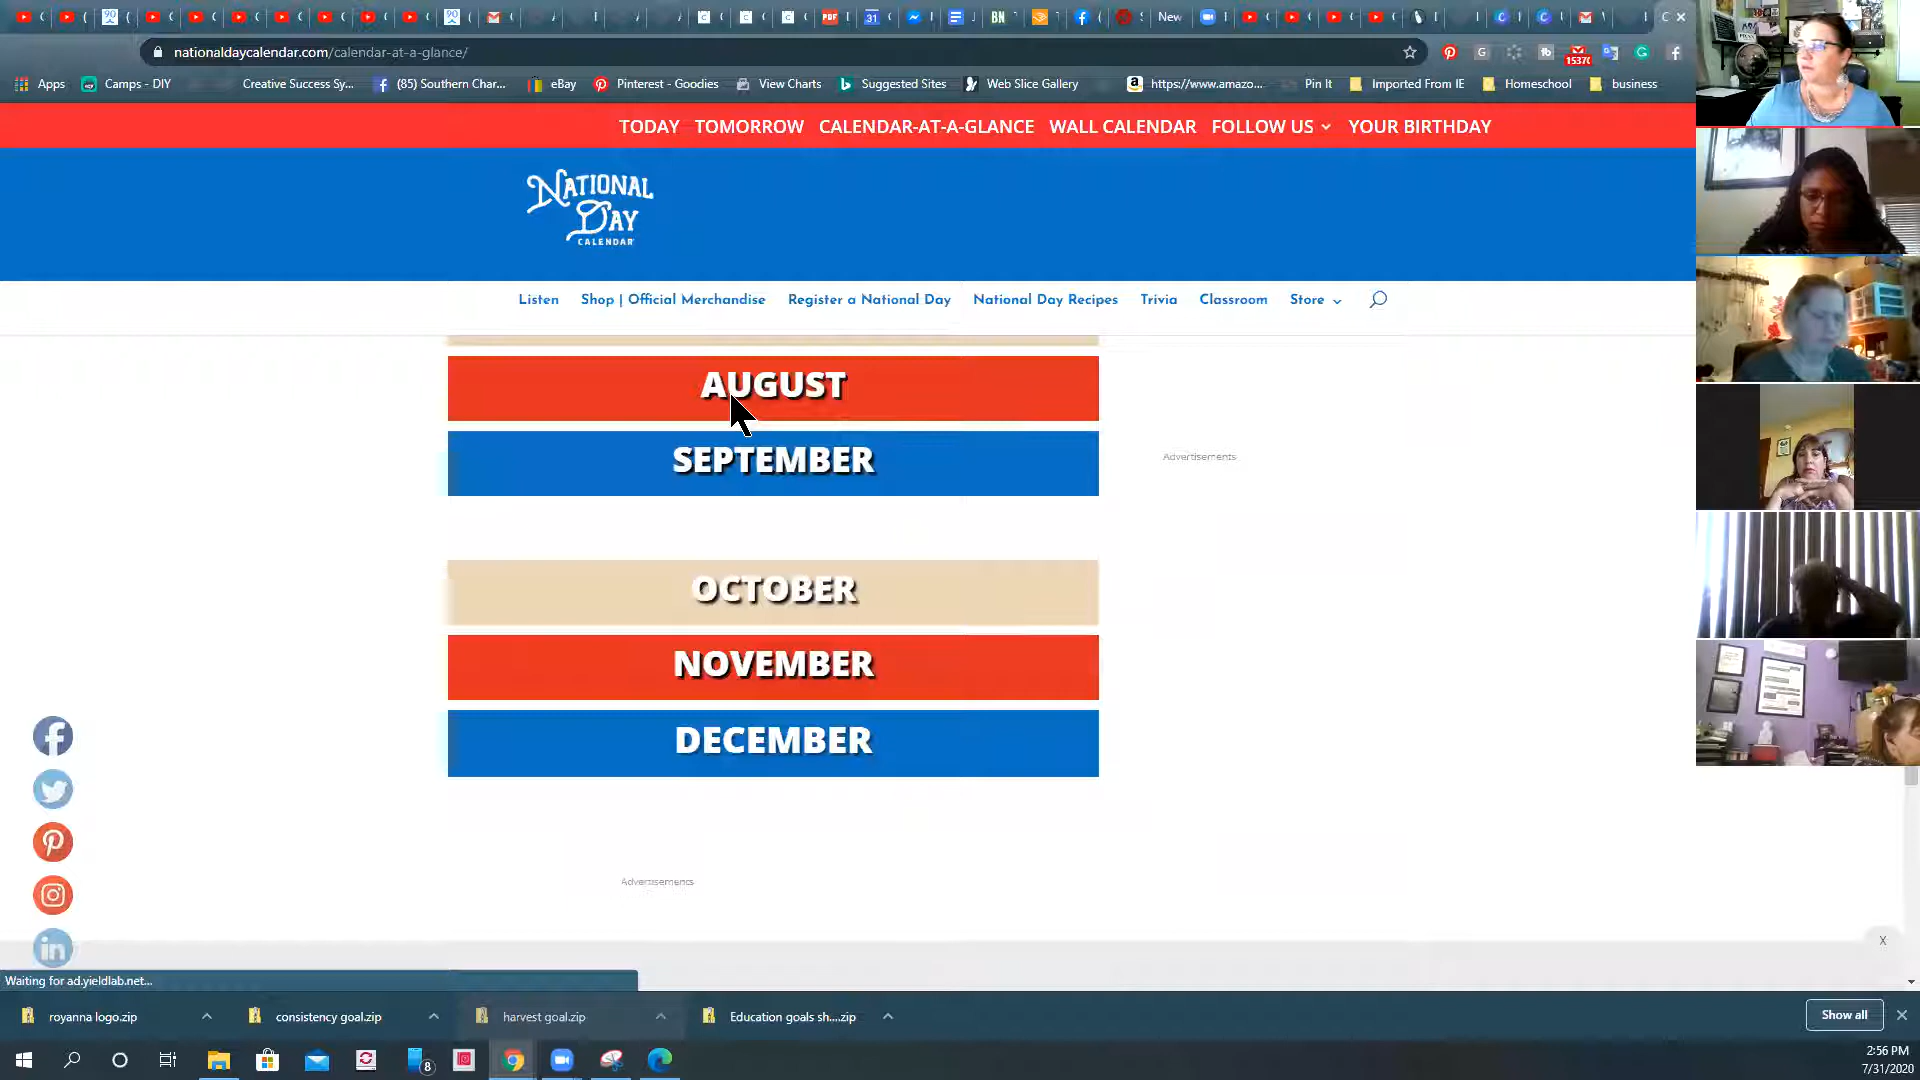 nationaldaycalendar.com/calendar-at-a-glance/
Apps Camps - DIY Creative Success Sy... (85) Southern Char... eBay Pinterest - Goodies View Charts Suggested Sites Web Slice Gallery https://www.amazo... Pin It Imported From IE Homeschool business
TODAY TOMORROW CALENDAR-AT-A-GLANCE WALL CALENDAR FOLLOW US YOUR BIRTHDAY
NATIONAL
DAY
CALENDAR
Listen Shop | Official Merchandise Register a National Day National Day Recipes Trivia Classroom Store
AUGUST
SEPTEMBER
Advertisements
OCTOBER
NOVEMBER
DECEMBER
Advertisements
X
Waiting for ad.yieldlab.net...
royanna logo.zip consistency goal.zip harvest goal.zip Education goals sh....zip Show all
8
2:56 PM
7/31/2020